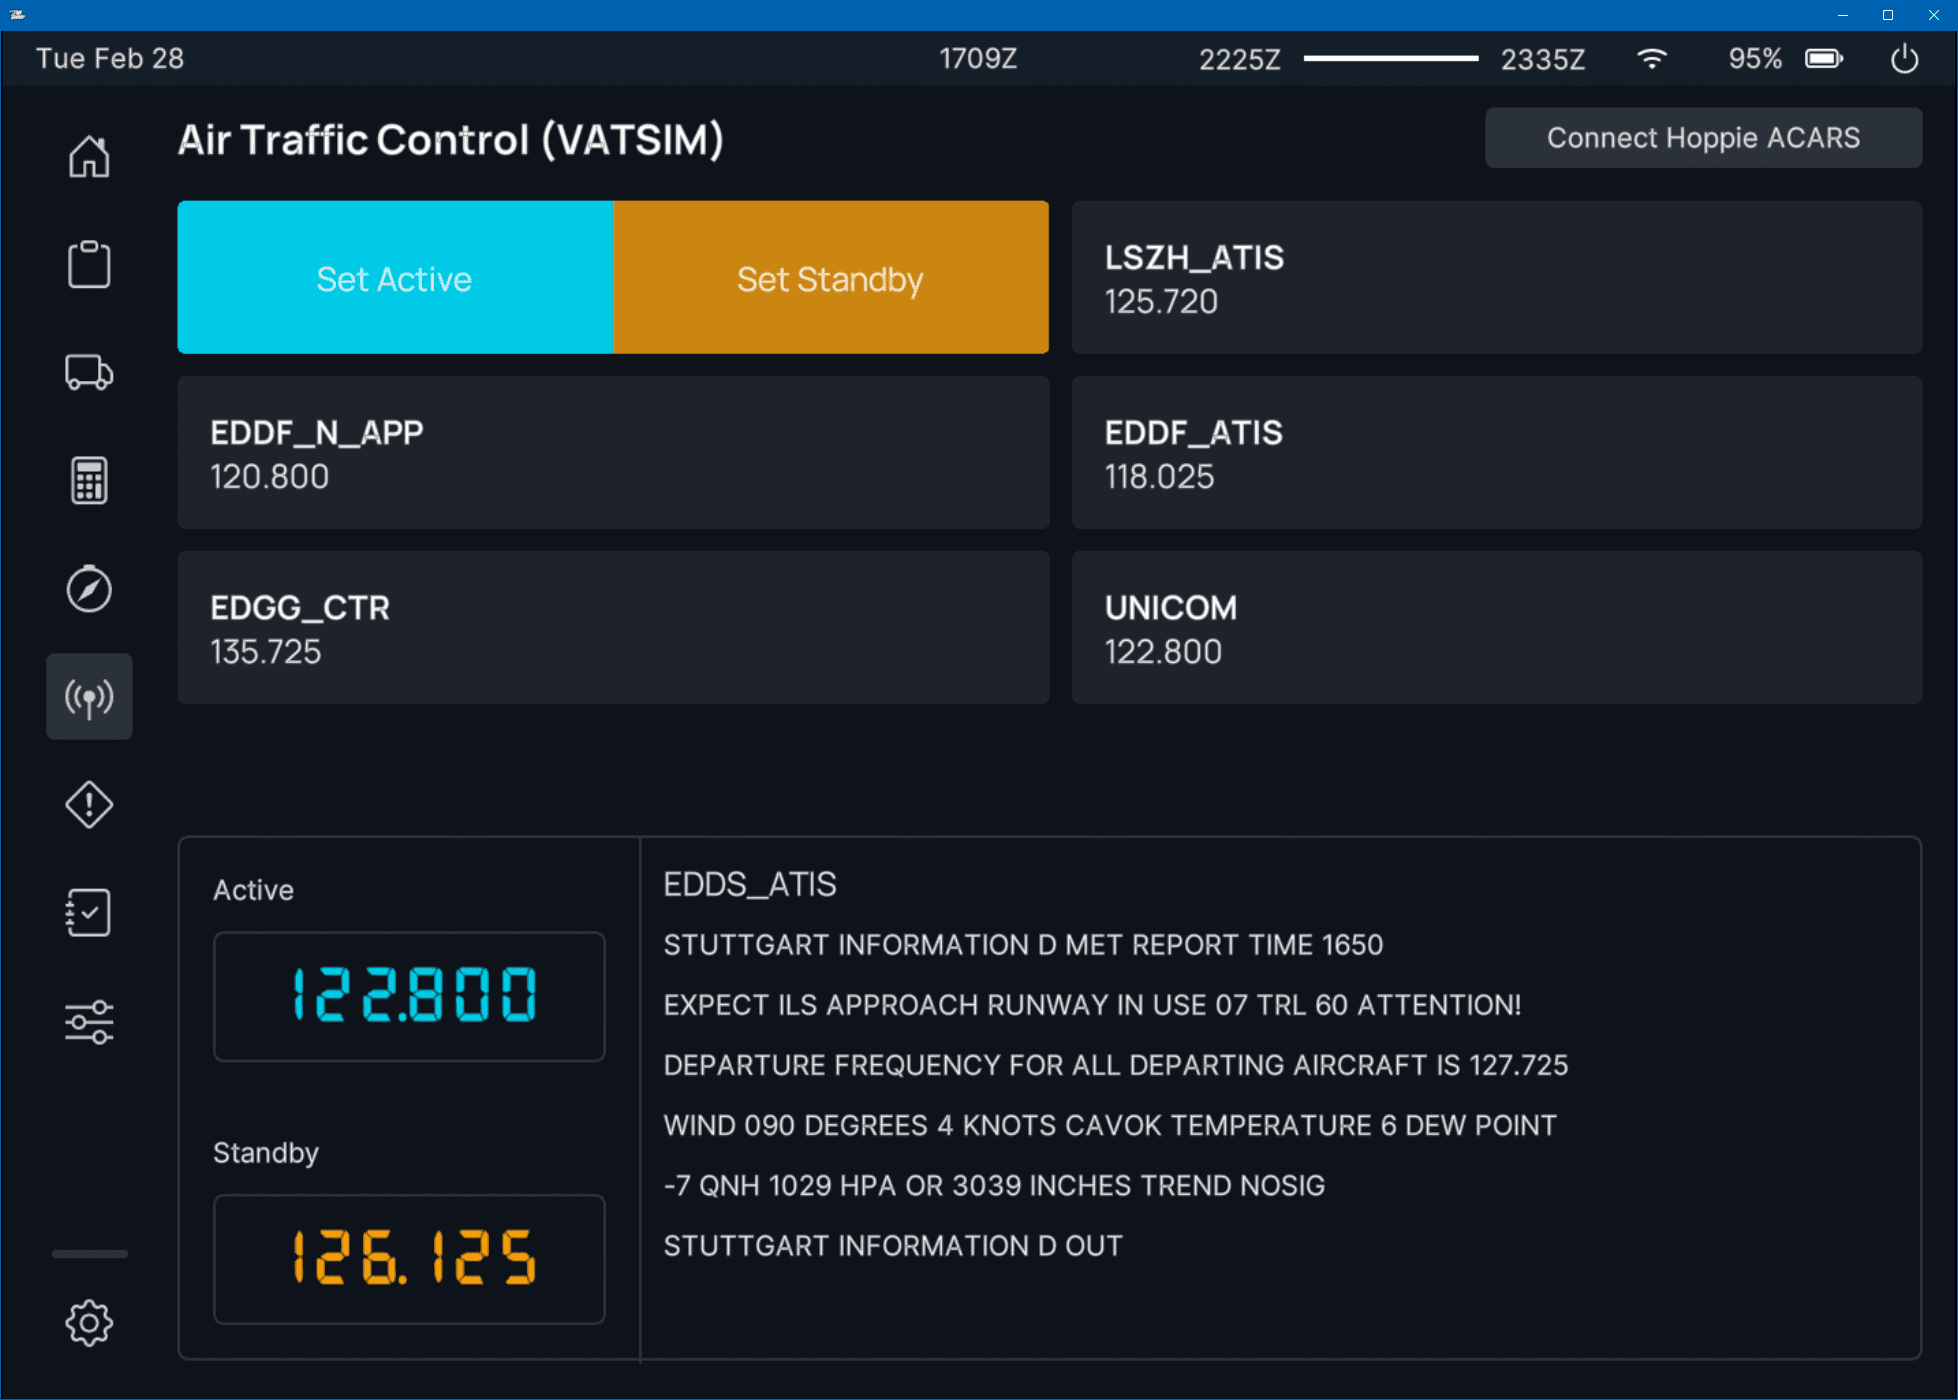 Tue Feb 28
1709Z
2225Z
2335Z
95%
Air Traffic Control (VATSIM)
Connect Hoppie ACARS
Set Active
Set Standby
LSZH_ATIS
125.720
EDDF_N_APP
120.800
EDDF_ATIS
118.025
EDGG_CTR
135.725
UNICOM
122.800
Active
122.800
Standby
126.125
EDDS_ATIS
STUTTGART INFORMATION D MET REPORT TIME 1650
EXPECT ILS APPROACH RUNWAY IN USE 07 TRL 60 ATTENTION!
DEPARTURE FREQUENCY FOR ALL DEPARTING AIRCRAFT IS 127.725
WIND 090 DEGREES 4 KNOTS CAVOK TEMPERATURE 6 DEW POINT
-7 QNH 1029 HPA OR 3039 INCHES TREND NOSIG
STUTTGART INFORMATION D OUT